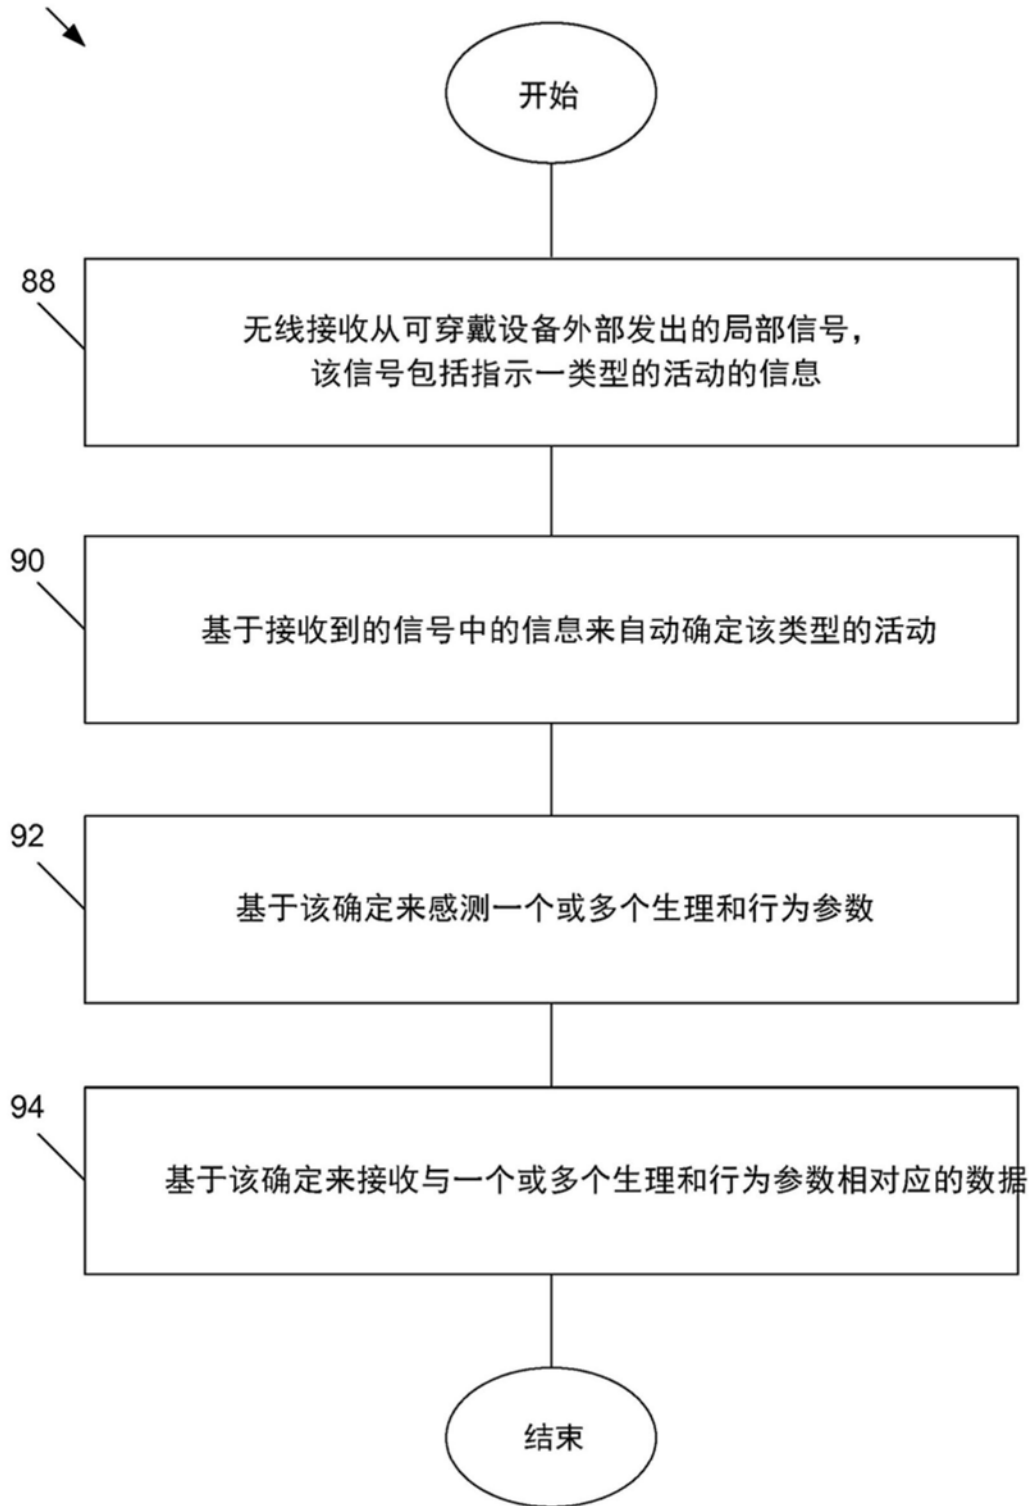 开始
88
无线接收从可穿戴设备外部发出的局部信号，
该信号包括指示一类型的活动的信息
90
基于接收到的信号中的信息来自动确定该类型的活动
92
基于该确定来感测一个或多个生理和行为参数
94
基于该确定来接收与一个或多个生理和行为参数相对应的数据
结束